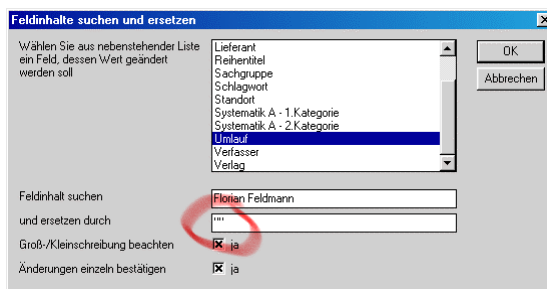 Feldinhalte suchen und ersetzen
Wählen Sie aus nebenstehender Liste
ein Feld, dessen Wert geändert
werden soll
Lieferant
Reihentitel
Sachgruppe
Schlagwort
Standort
Systematik A - 1.Kategorie
Systematik A - 2.Kategorie
Umlauf
Verfasser
Verlag
OK
Abbrechen
Feldinhalt suchen
Florian Feldmann
und ersetzen durch
""
Groß-/Kleinschreibung beachten
ja
Änderungen einzeln bestätigen
ja